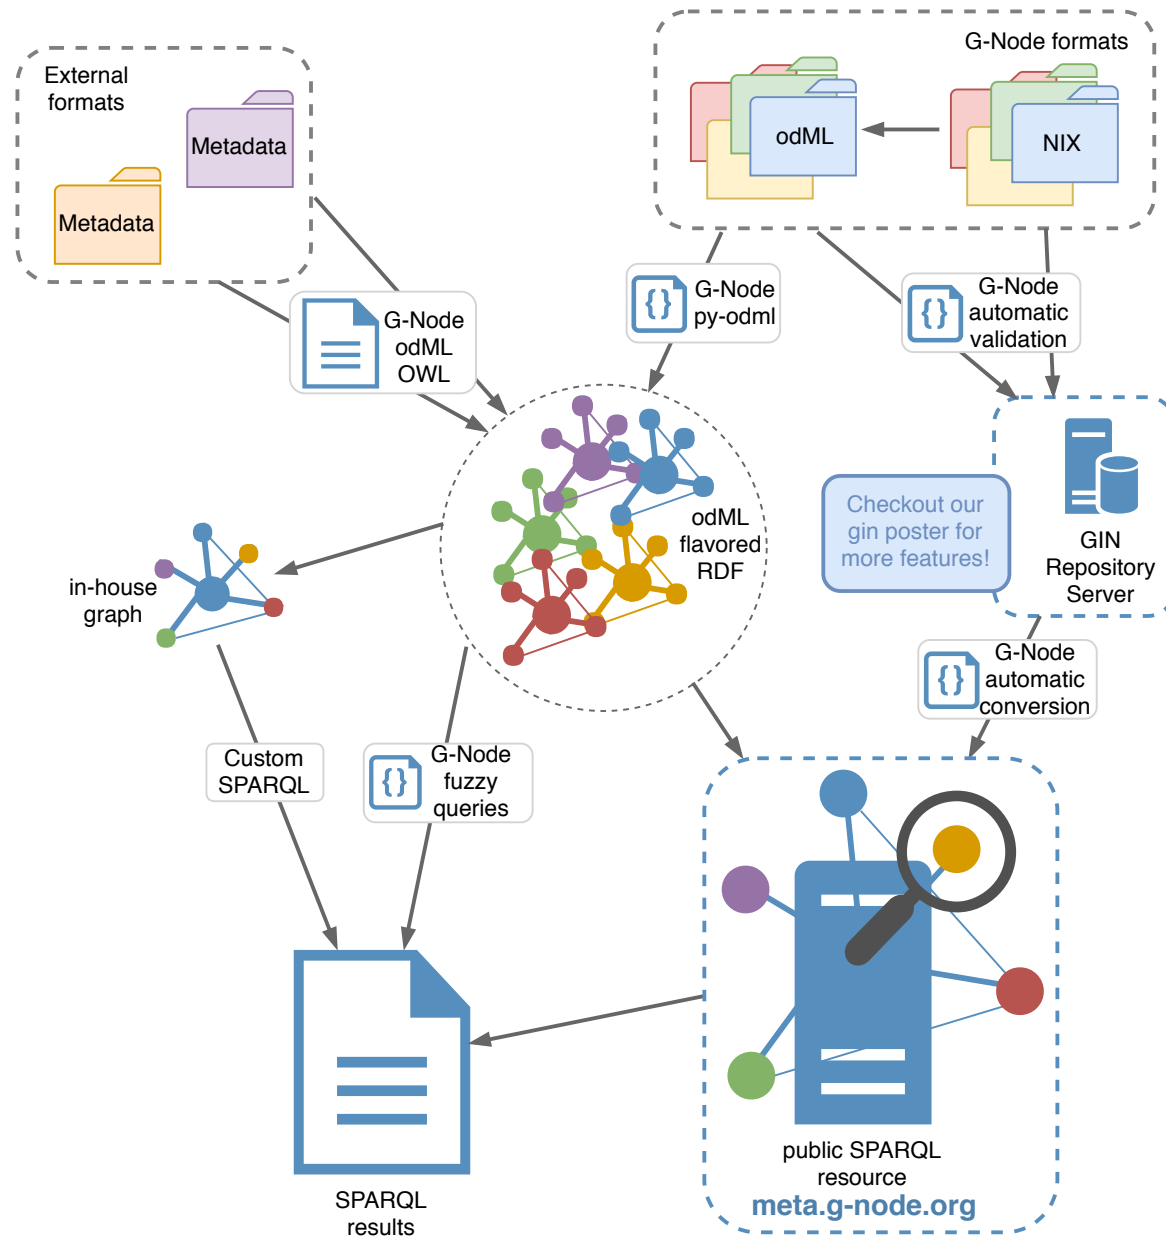 External
formats
Metadata
Metadata
G-Node formats
odML
NIX
G-Node
odML
OWL
{}
G-Node
py-odml
{}
G-Node
automatic
validation
odML
flavored
RDF
Checkout our
gin poster for
more features!
GIN
Repository
Server
in-house
graph
{}
G-Node
automatic
conversion
Custom
SPARQL
{}
G-Node
fuzzy
queries
public SPARQL
resource
meta.g-node.org
SPARQL
results